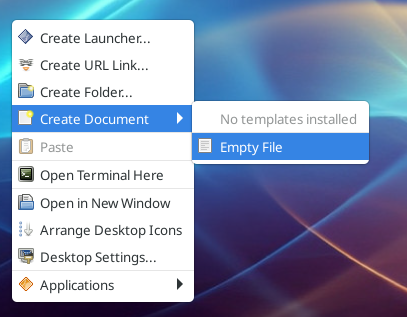 Create Launcher...
Create URL Link...
Create Folder...
Create Document
No templates installed
Paste
Empty File
Open Terminal Here
Open in New Window
Arrange Desktop Icons
Desktop Settings...
Applications